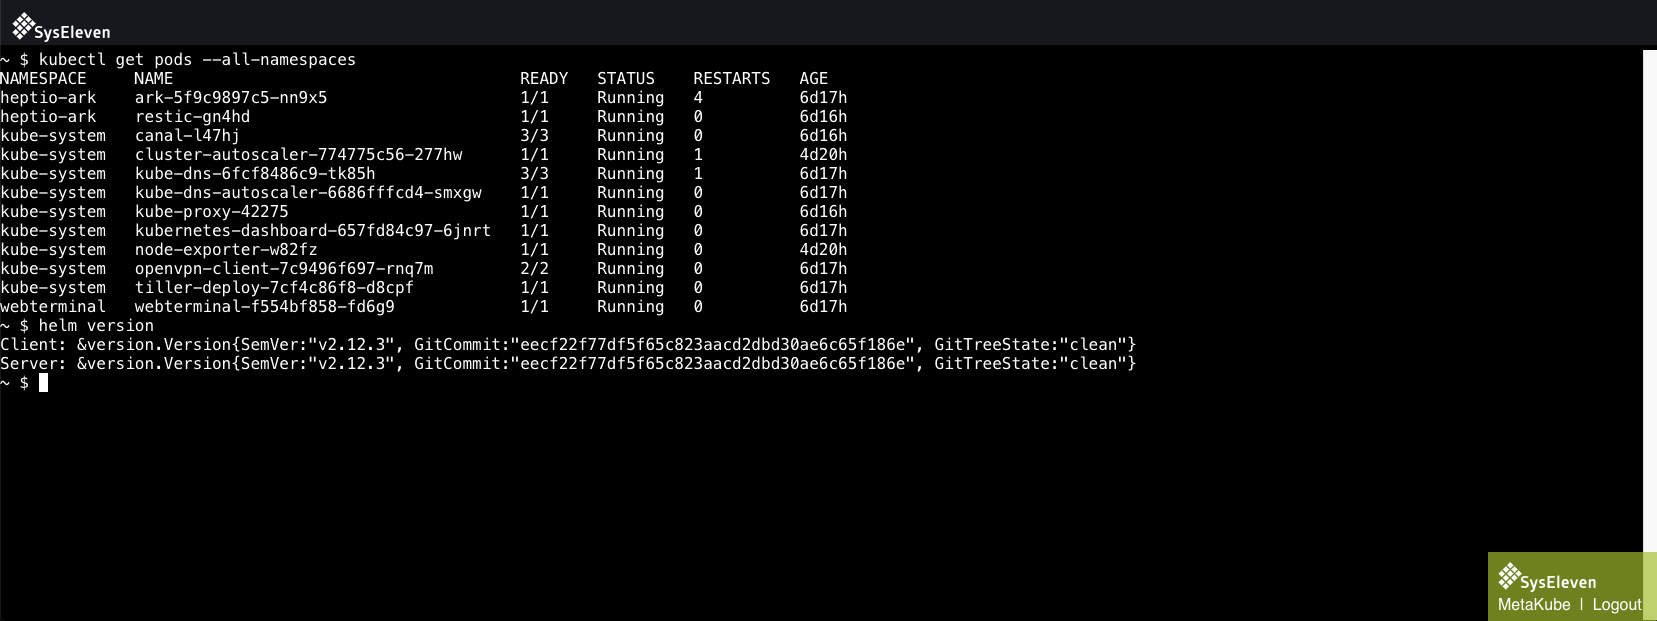 SysEleven
~ $ kubectl get pods --all-namespaces
NAMESPACE     NAME                                    READY   STATUS    RESTARTS   AGE
heptio-ark    ark-5f9c9897c5-nn9x5                    1/1     Running   4          6d17h
heptio-ark    restic-gn4hd                            1/1     Running   0          6d16h
kube-system   canal-l47hj                             3/3     Running   0          6d16h
kube-system   cluster-autoscaler-774775c56-277hw      1/1     Running   1          4d20h
kube-system   kube-dns-6fcf8486c9-tk85h               3/3     Running   1          6d17h
kube-system   kube-dns-autoscaler-6686fffcd4-smxgw    1/1     Running   0          6d17h
kube-system   kube-proxy-42275                        1/1     Running   0          6d16h
kube-system   kubernetes-dashboard-657fd84c97-6jnrt   1/1     Running   0          6d17h
kube-system   node-exporter-w82fz                     1/1     Running   0          4d20h
kube-system   openvpn-client-7c9496f697-rnq7m         2/2     Running   0          6d17h
kube-system   tiller-deploy-7cf4c86f8-d8cpf           1/1     Running   0          6d17h
webterminal   webterminal-f554bf858-fd6g9             1/1     Running   0          6d17h
~ $ helm version
Client: &version.Version{SemVer:"v2.12.3", GitCommit:"eecf22f77df5f65c823aacd2dbd30ae6c65f186e", GitTreeState:"clean"}
Server: &version.Version{SemVer:"v2.12.3", GitCommit:"eecf22f77df5f65c823aacd2dbd30ae6c65f186e", GitTreeState:"clean"}
~ $
SysEleven
MetaKube | Logout